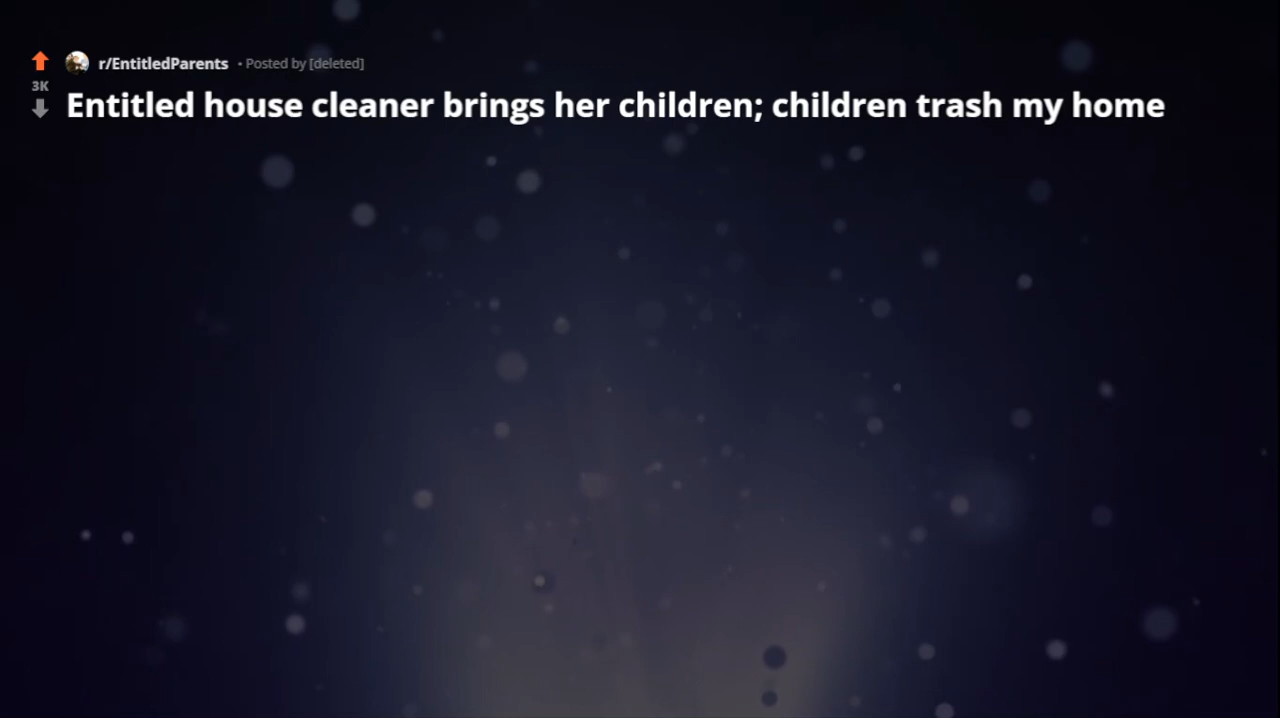 r/EntitledParents • Posted by [deleted]
3K
Entitled house cleaner brings her children; children trash my home